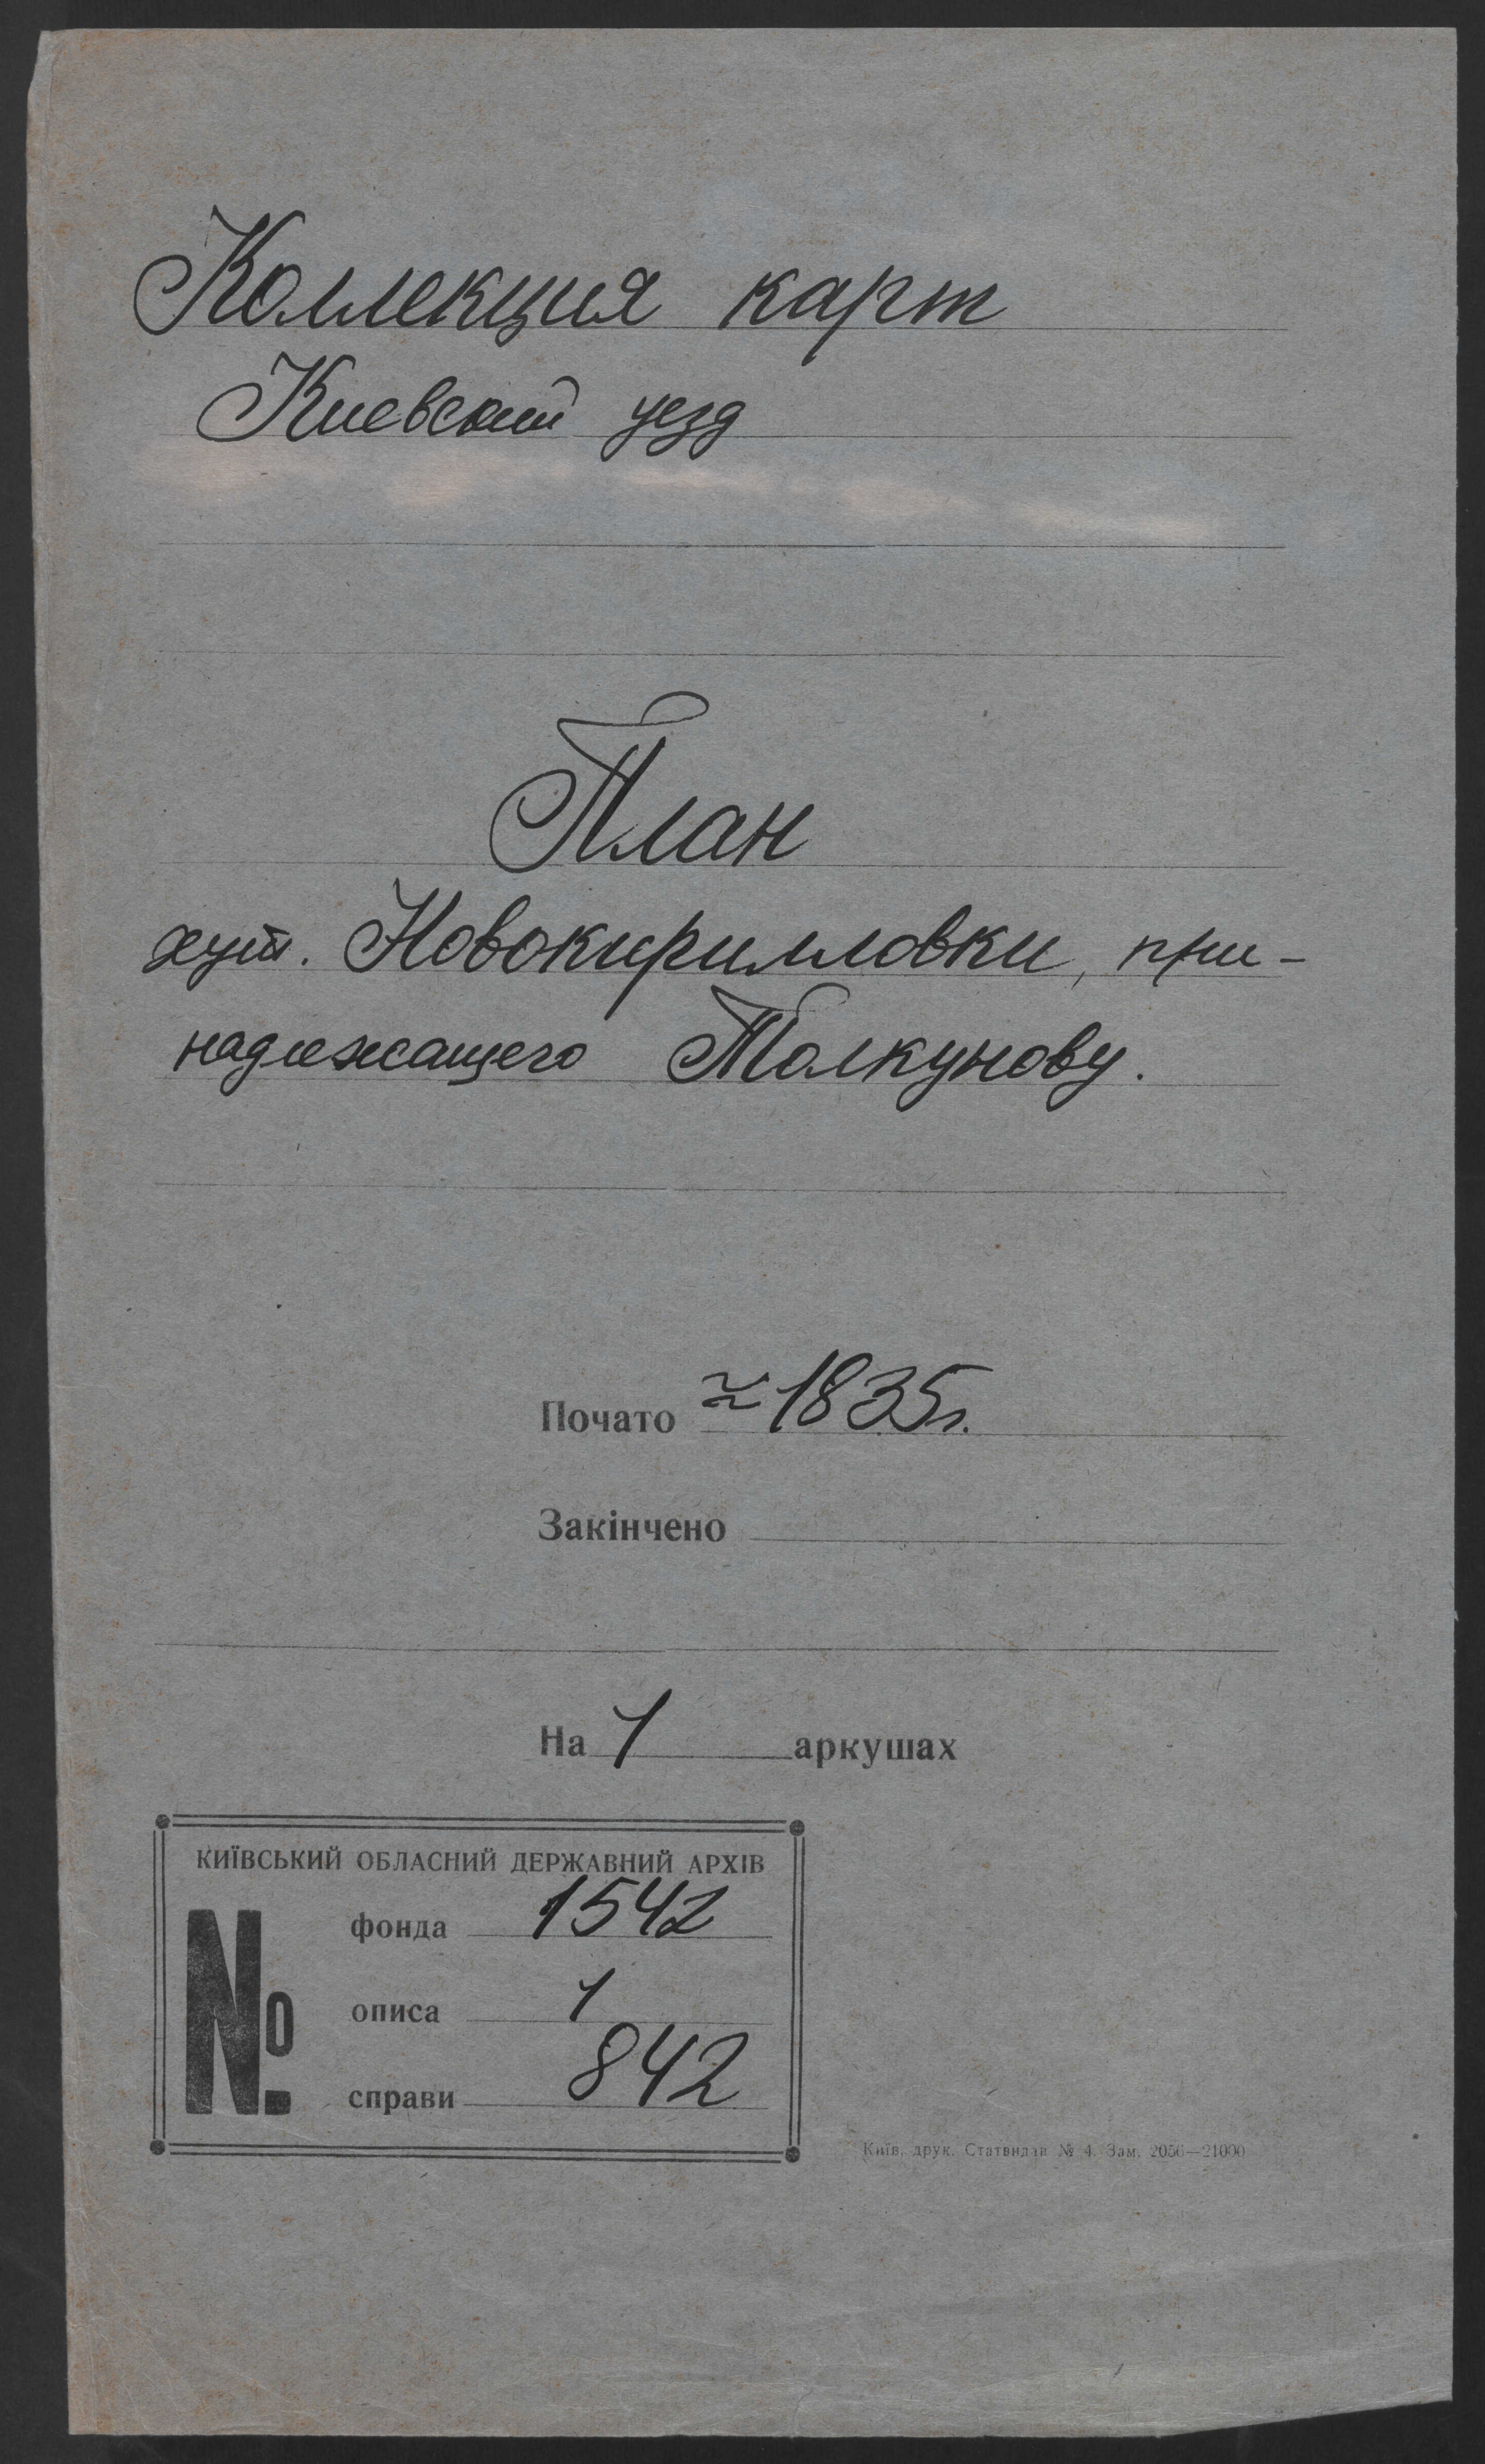 Коллекция карт
Киевский уезд
План
хут. Новокирилловки, при-
надлежащего Толкунову.
Почато ≈ 1835 г.
Закінчено
На 1 аркушах
КИЇВСЬКИЙ ОБЛАСНИЙ ДЕРЖАВНИЙ АРХІВ
№ фонда 1542
описа 1
справи 842
Київ, друк. Статвидав № 4. Зам. 2056—21000